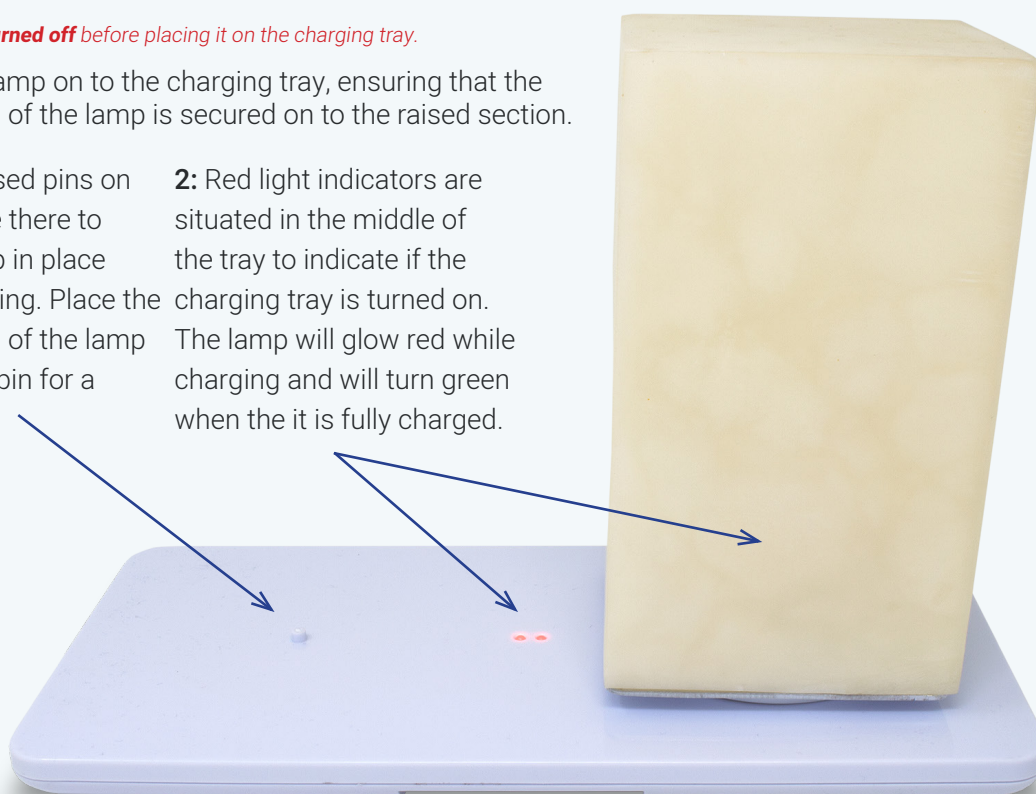 urned off before placing it on the charging tray.
amp on to the charging tray, ensuring that the
of the lamp is secured on to the raised section.
sed pins on
e there to
p in place
ing. Place the
of the lamp
pin for a
2: Red light indicators are
situated in the middle of
the tray to indicate if the
charging tray is turned on.
The lamp will glow red while
charging and will turn green
when the it is fully charged.